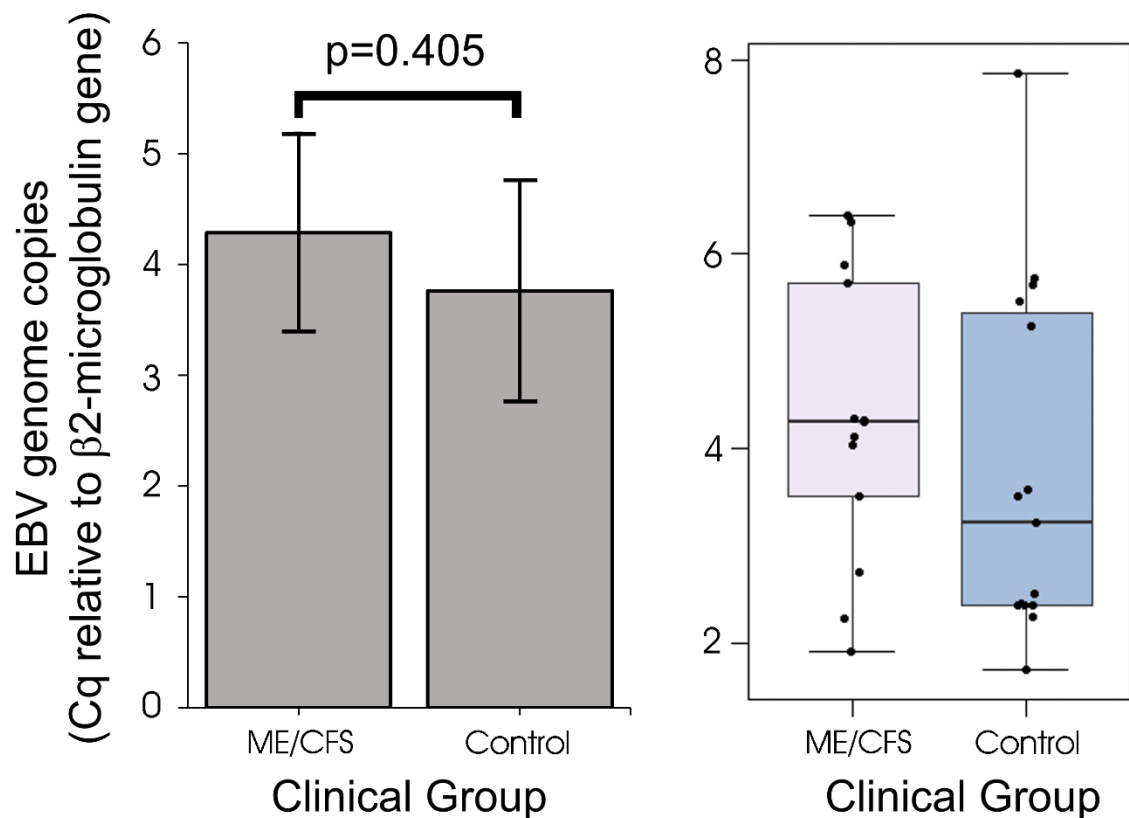 EBV genome copies
(Cq relative to β2-microglobulin gene)
6
5
4
3
2
1
0
p=0.405
ME/CFS Control
Clinical Group
8
6
4
2
ME/CFS Control
Clinical Group